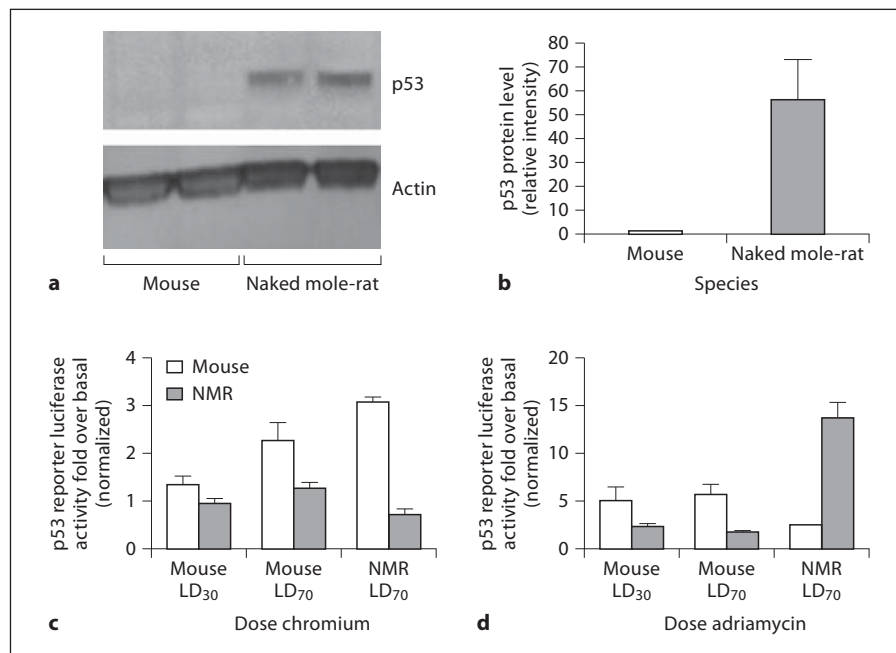 p53
Actin
Mouse Naked mole-rat
a
p53 protein level
(relative intensity)
80
70
60
50
40
30
20
10
0
Mouse Naked mole-rat
b Species
p53 reporter luciferase
activity fold over basal
(normalized)
4
3
2
1
0
Mouse
NMR
Mouse LD30
Mouse LD70
NMR LD70
c Dose chromium
p53 reporter luciferase
activity fold over basal
(normalized)
20
15
10
5
0
Mouse LD30
Mouse LD70
NMR LD70
d Dose adriamycin